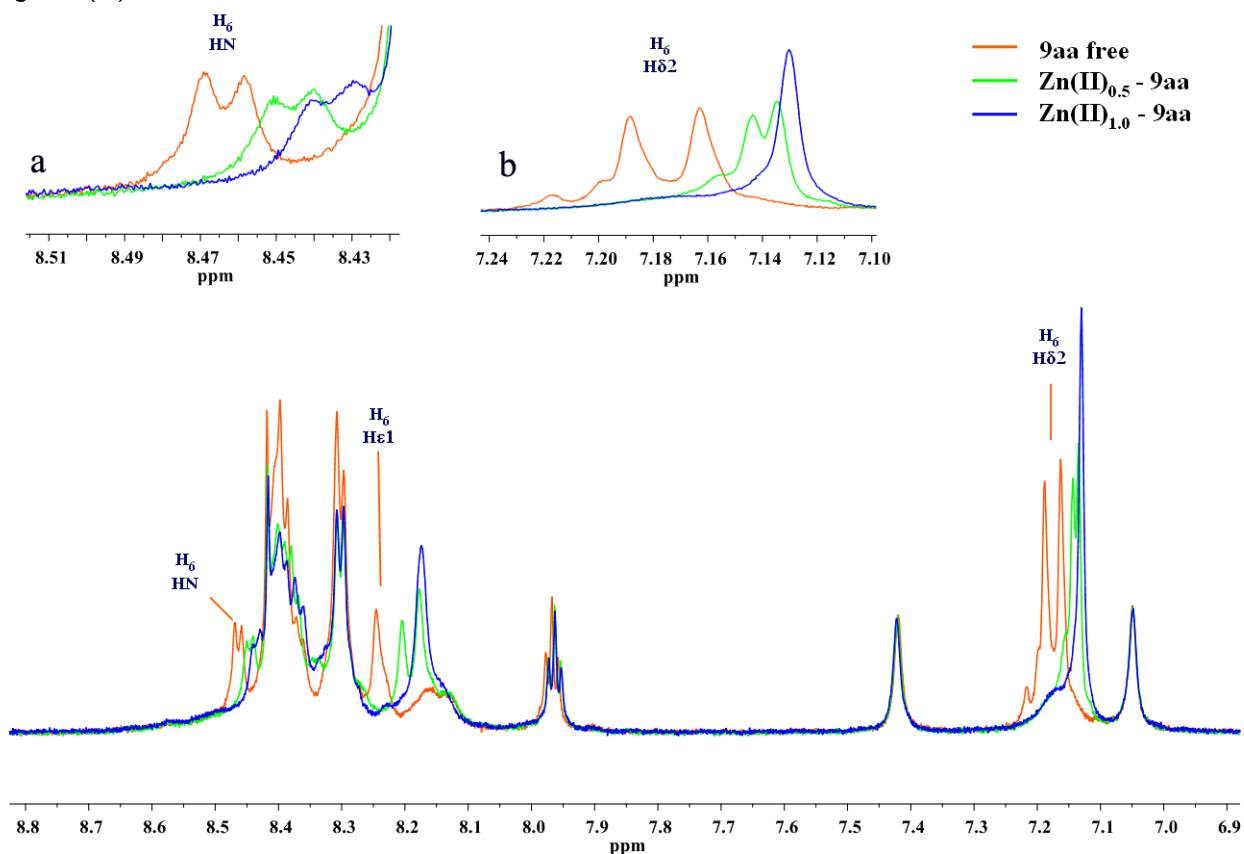 H6
HN
H6
Hδ2
9aa free
Zn(II)0.5 - 9aa
Zn(II)1.0 - 9aa
a
b
8.51 8.49 8.47 8.45 8.43
ppm
7.24 7.22 7.20 7.18 7.16 7.14 7.12 7.10
ppm
H6
Hδ2
H6
Hε1
H6
HN
8.8 8.7 8.6 8.5 8.4 8.3 8.2 8.1 8.0 7.9 7.8 7.7 7.6 7.5 7.4 7.3 7.2 7.1 7.0 6.9
ppm